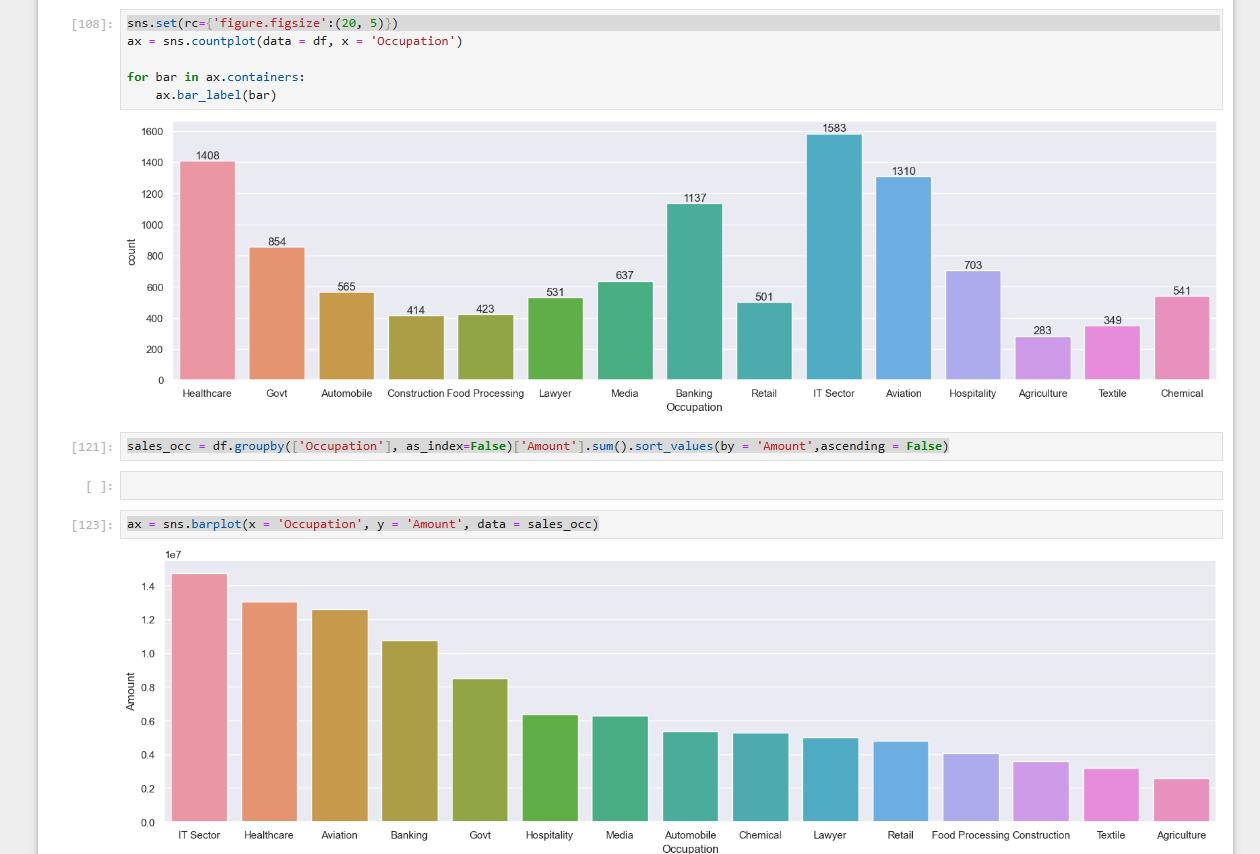 [108]: sns.set(rc={'figure.figsize':(20, 5)})
ax = sns.countplot(data = df, x = 'Occupation')
for bar in ax.containers:
    ax.bar_label(bar)
1600
1400
1200
1000
800
600
400
200
0
count
1408
854
565
414
423
531
637
1137
501
1583
1310
703
283
349
541
Healthcare Govt Automobile Construction Food Processing Lawyer Media Banking Retail IT Sector Aviation Hospitality Agriculture Textile Chemical
Occupation
[121]: sales_occ = df.groupby(['Occupation'], as_index=False)['Amount'].sum().sort_values(by = 'Amount',ascending = False)
[ ]:
[123]: ax = sns.barplot(x = 'Occupation', y = 'Amount', data = sales_occ)
1e7
1.4
1.2
1.0
0.8
0.6
0.4
0.2
0.0
Amount
IT Sector Healthcare Aviation Banking Govt Hospitality Media Automobile Chemical Lawyer Retail Food Processing Construction Textile Agriculture
Occupation